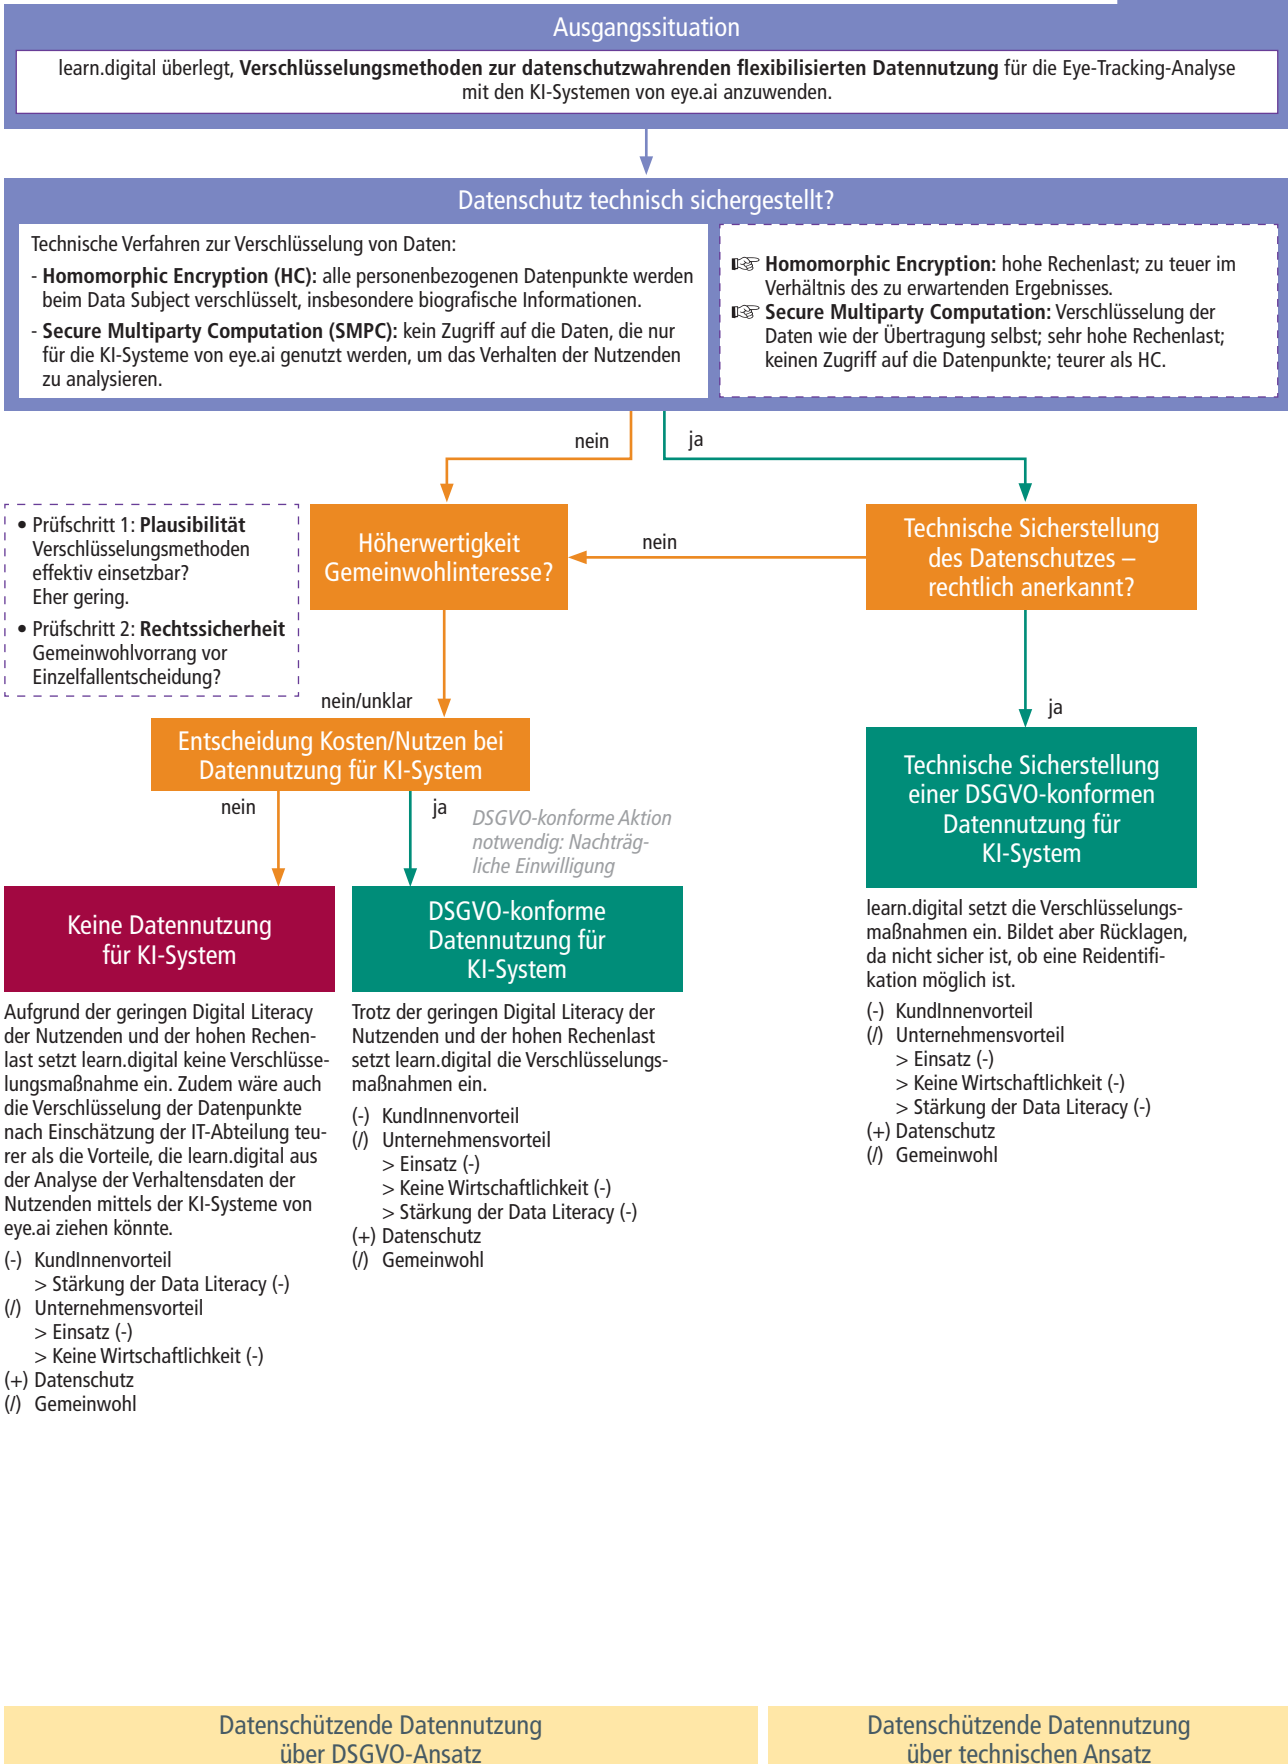 Ausgangssituation
learn.digital überlegt, Verschlüsselungsmethoden zur datenschutzwahrenden flexibilisierten Datennutzung für die Eye-Tracking-Analyse
mit den KI-Systemen von eye.ai anzuwenden.
Datenschutz technisch sichergestellt?
Technische Verfahren zur Verschlüsselung von Daten:
- Homomorphic Encryption (HC): alle personenbezogenen Datenpunkte werden
beim Data Subject verschlüsselt, insbesondere biografische Informationen.
- Secure Multiparty Computation (SMPC): kein Zugriff auf die Daten, die nur
für die KI-Systeme von eye.ai genutzt werden, um das Verhalten der Nutzenden
zu analysieren.
☞ Homomorphic Encryption: hohe Rechenlast; zu teuer im
Verhältnis des zu erwartenden Ergebnisses.
☞ Secure Multiparty Computation: Verschlüsselung der
Daten wie der Übertragung selbst; sehr hohe Rechenlast;
keinen Zugriff auf die Datenpunkte; teurer als HC.
nein
ja
• Prüfschritt 1: Plausibilität
Verschlüsselungsmethoden
effektiv einsetzbar?
Eher gering.
• Prüfschritt 2: Rechtssicherheit
Gemeinwohlvorrang vor
Einzelfallentscheidung?
Höherwertigkeit
Gemeinwohlinteresse?
nein
Technische Sicherstellung
des Datenschutzes –
rechtlich anerkannt?
nein/unklar
ja
Entscheidung Kosten/Nutzen bei
Datennutzung für KI-System
nein
ja
DSGVO-konforme Aktion
notwendig: Nachträg-
liche Einwilligung
Technische Sicherstellung
einer DSGVO-konformen
Datennutzung für
KI-System
Keine Datennutzung
für KI-System
Aufgrund der geringen Digital Literacy
der Nutzenden und der hohen Rechen-
last setzt learn.digital keine Verschlüsse-
lungsmaßnahme ein. Zudem wäre auch
die Verschlüsselung der Datenpunkte
nach Einschätzung der IT-Abteilung teu-
rer als die Vorteile, die learn.digital aus
der Analyse der Verhaltensdaten der
Nutzenden mittels der KI-Systeme von
eye.ai ziehen könnte.
(-) KundInnenvorteil
> Stärkung der Data Literacy (-)
(/) Unternehmensvorteil
> Einsatz (-)
> Keine Wirtschaftlichkeit (-)
(+) Datenschutz
(/) Gemeinwohl
DSGVO-konforme
Datennutzung für
KI-System
Trotz der geringen Digital Literacy der
Nutzenden und der hohen Rechenlast
setzt learn.digital die Verschlüsselungs-
maßnahmen ein.
(-) KundInnenvorteil
(/) Unternehmensvorteil
> Einsatz (-)
> Keine Wirtschaftlichkeit (-)
> Stärkung der Data Literacy (-)
(+) Datenschutz
(/) Gemeinwohl
learn.digital setzt die Verschlüsselungs-
maßnahmen ein. Bildet aber Rücklagen,
da nicht sicher ist, ob eine Reidentifi-
kation möglich ist.
(-) KundInnenvorteil
(/) Unternehmensvorteil
> Einsatz (-)
> Keine Wirtschaftlichkeit (-)
> Stärkung der Data Literacy (-)
(+) Datenschutz
(/) Gemeinwohl
Datenschützende Datennutzung
über DSGVO-Ansatz
Datenschützende Datennutzung
über technischen Ansatz